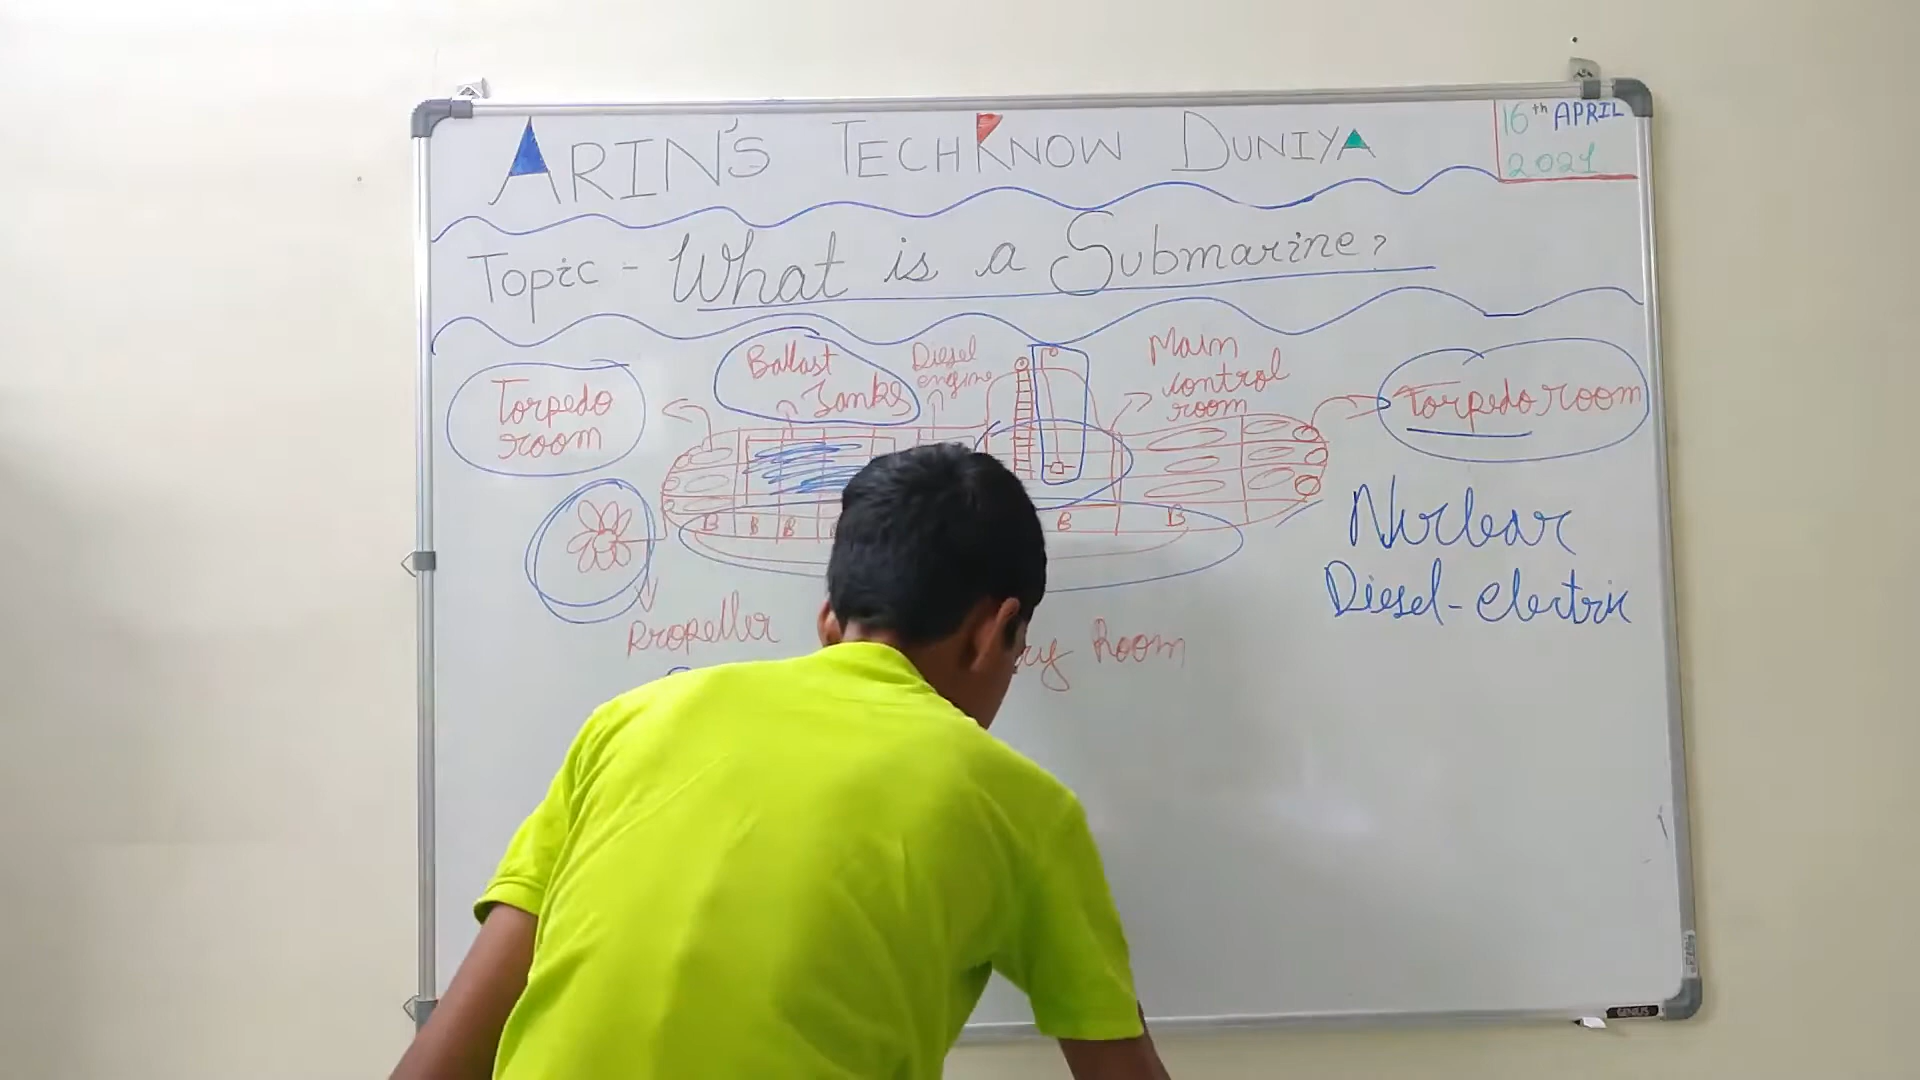 ARIN'S TECHKNOW DUNIYA
16th APRIL
2021
Topic - What is a Submarine?
Torpedo
room
Ballast
Tanks
Diesel
engine
Main
control
room
Torpedo room
B B B
B B
Nuclear
Diesel-electric
Propeller
Room
GENIUS